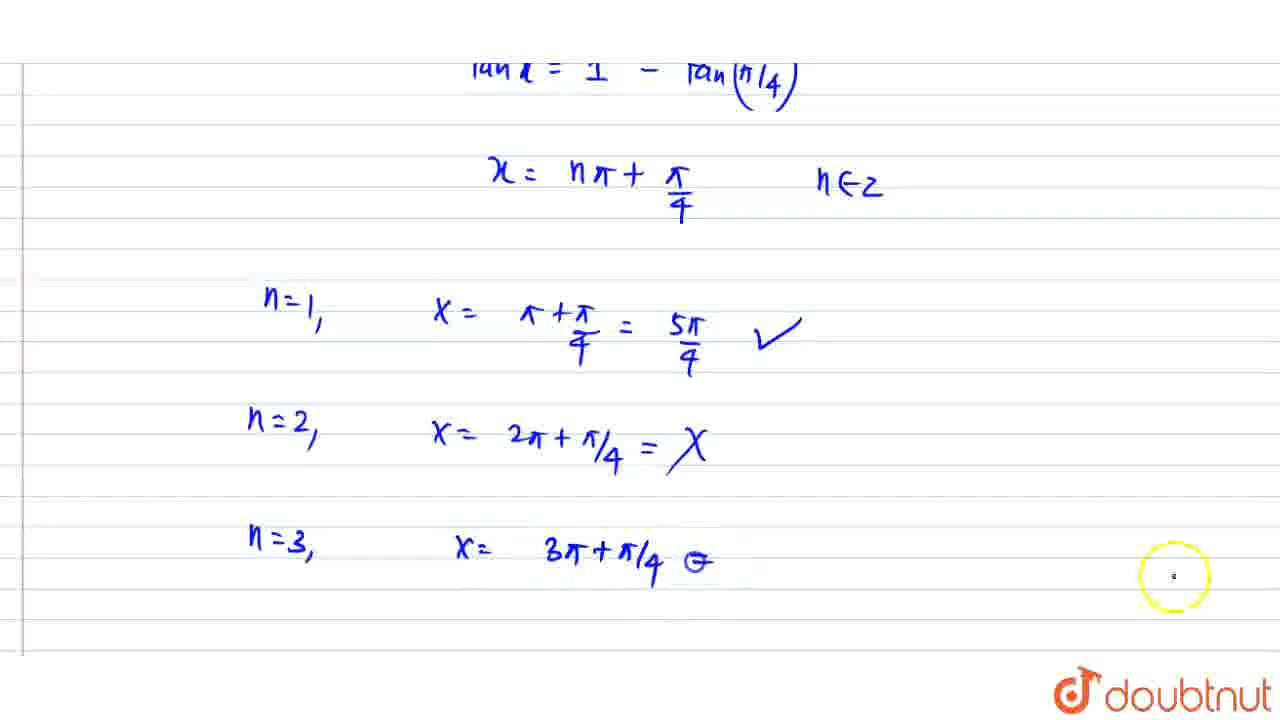 tan x = 1 - tan(π/4)
x = nπ + π/4 n∈z
n=1, x = π + π/4 = 5π/4 ✓
n=2, x = 2π + π/4 = X
n=3, x = 3π + π/4 =
doubtnut